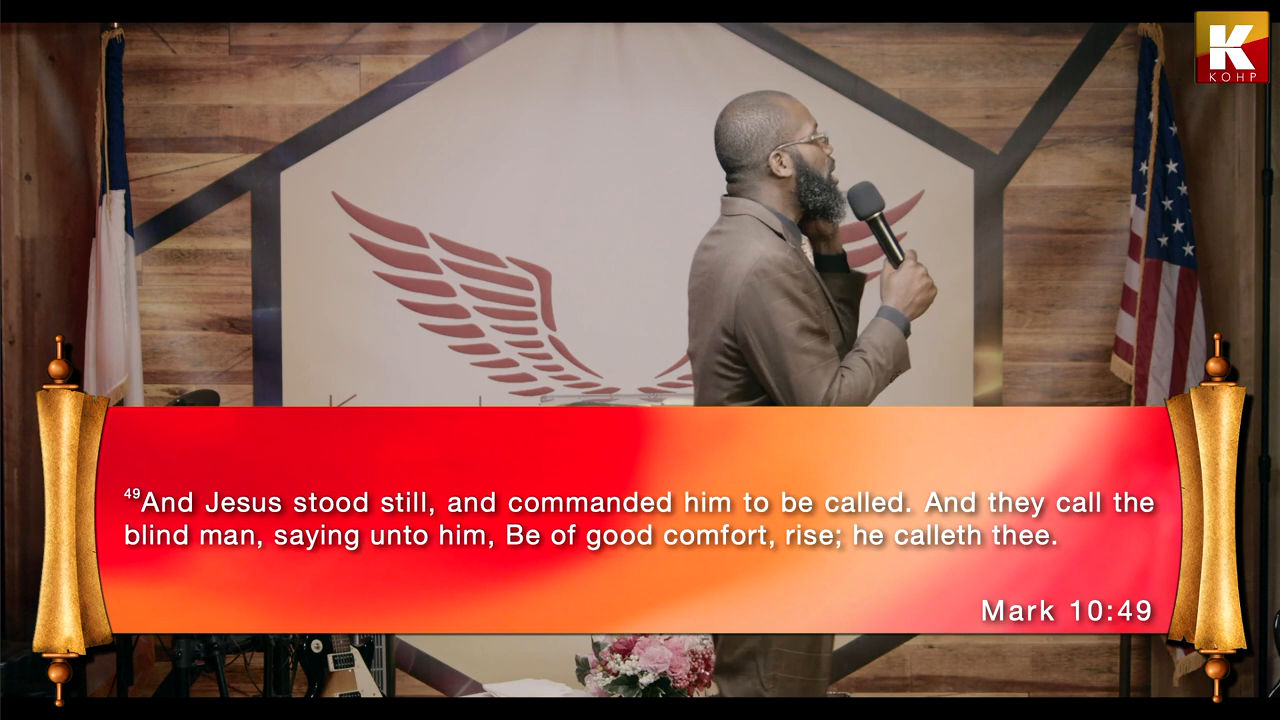 K
KOHP
49And Jesus stood still, and commanded him to be called. And they call the
blind man, saying unto him, Be of good comfort, rise; he calleth thee.
Mark 10:49